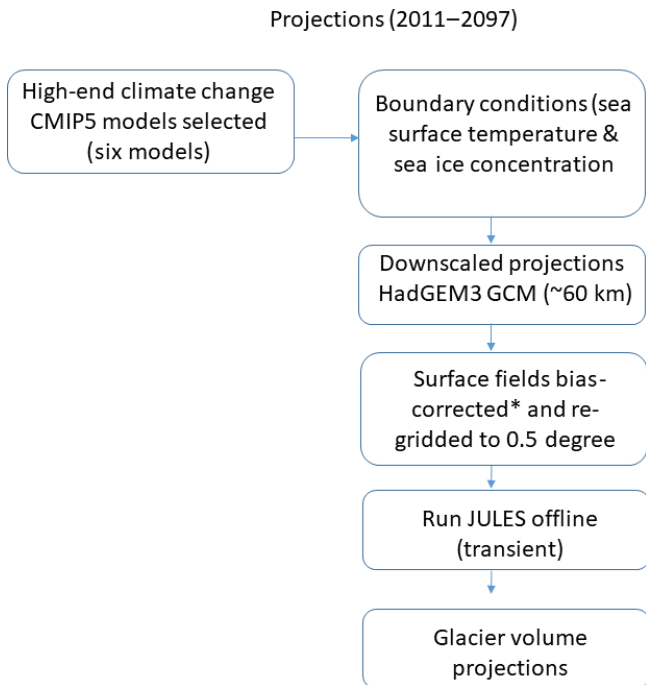 Projections (2011–2097)
High-end climate change
CMIP5 models selected
(six models)
Boundary conditions (sea
surface temperature &
sea ice concentration
Downscaled projections
HadGEM3 GCM (~60 km)
Surface fields bias-
corrected* and re-
gridded to 0.5 degree
Run JULES offline
(transient)
Glacier volume
projections